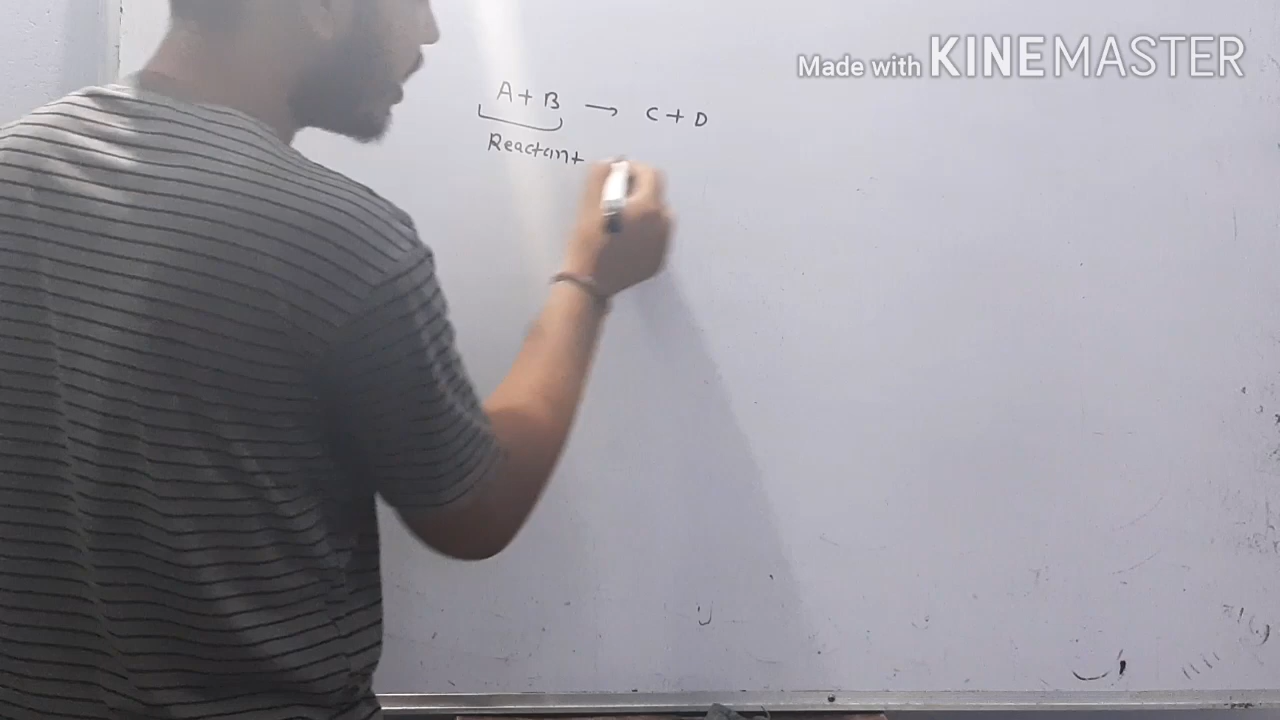 Made with KINEMASTER
A + B → C + D
Reactant